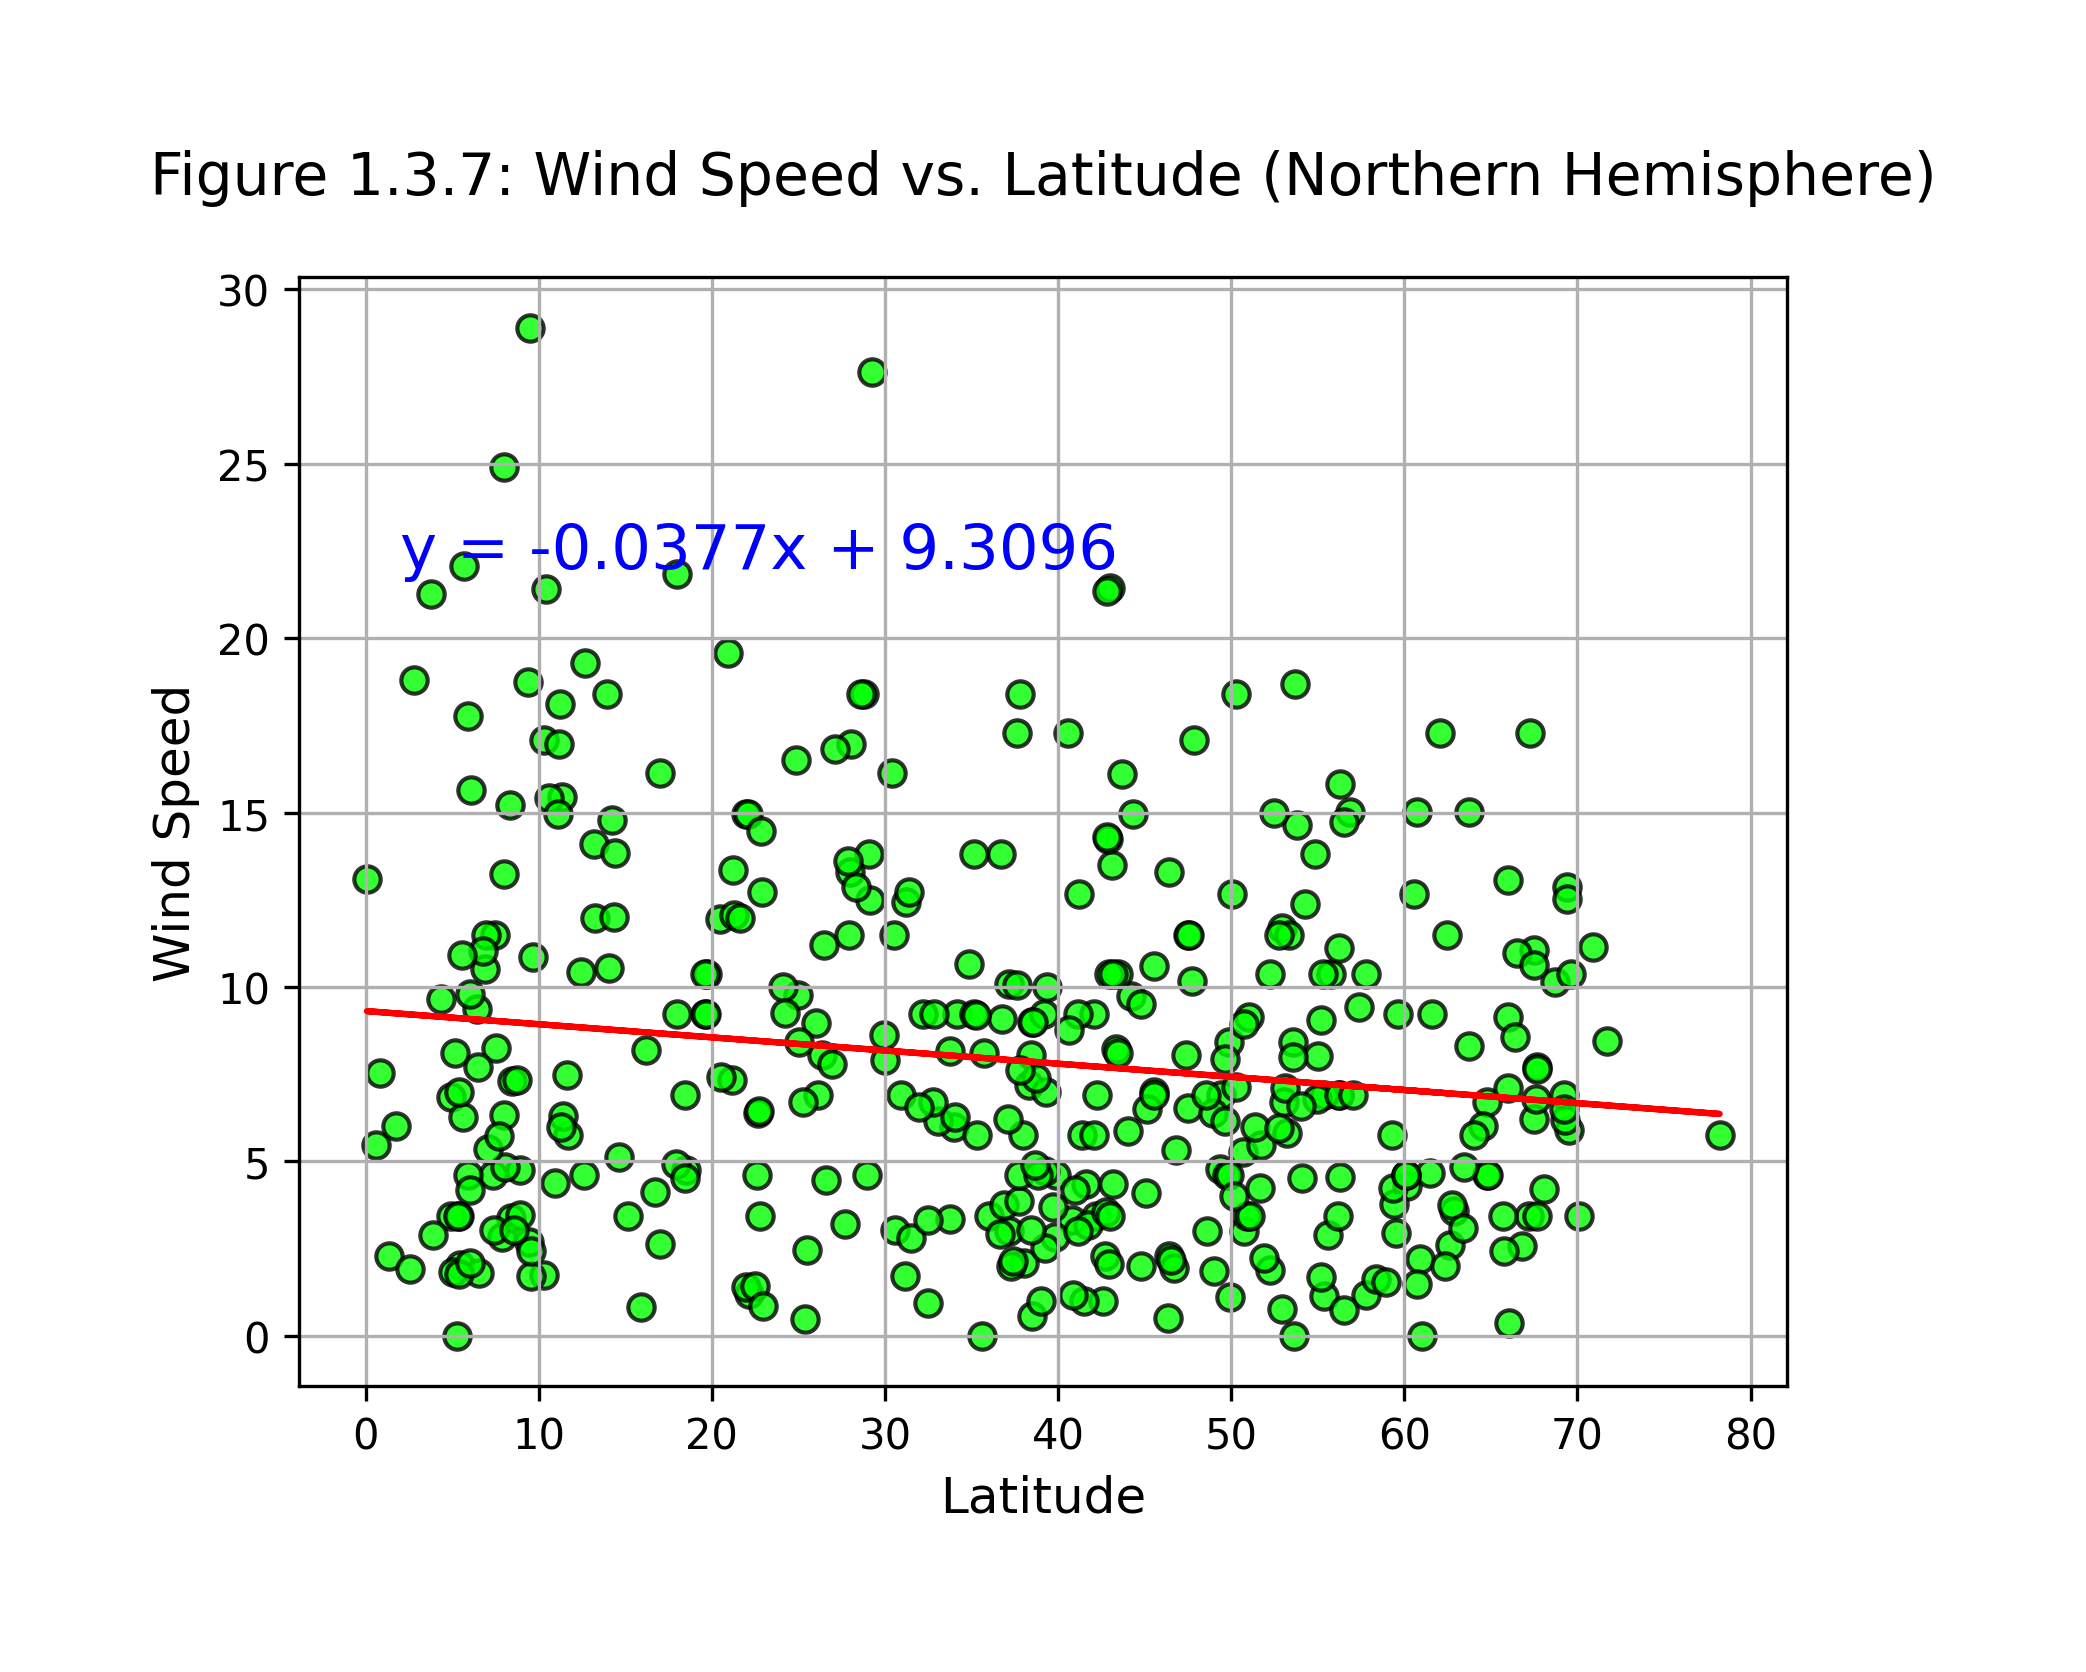 Figure 1.3.7: Wind Speed vs. Latitude (Northern Hemisphere)
30
25
20
15
10
5
0
Wind Speed
y = -0.0377x + 9.3096
0 10 20 30 40 50 60 70 80
Latitude